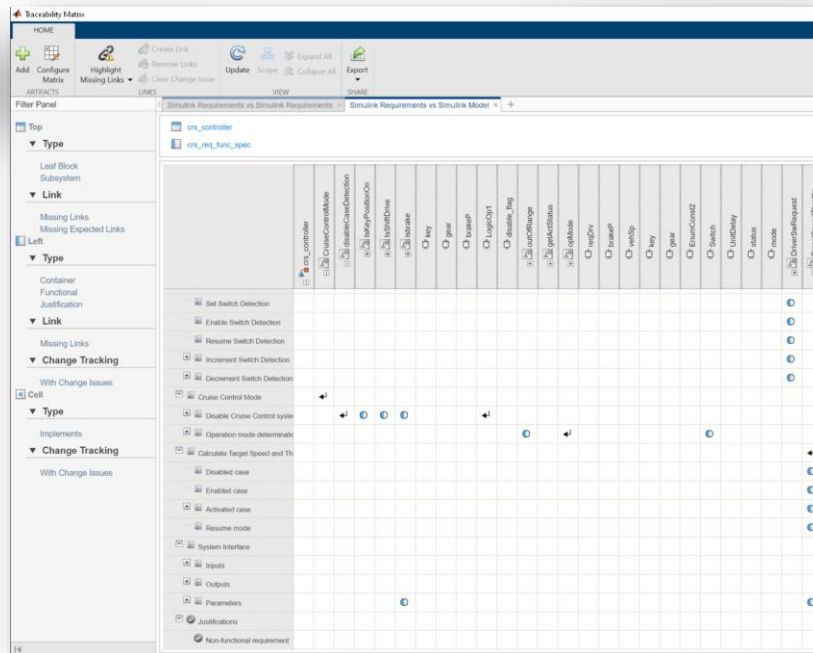 Traceability Matrix
HOME
Add
Configure Matrix
Highlight Missing Links
Create Link
Remove Links
Clear Change Issue
Update
Scope
Expand All
Collapse All
Export
ARTIFACTS
LINKS
VIEW
SHARE
Filter Panel
Simulink Requirements vs Simulink Requirements
Simulink Requirements vs Simulink Model
Top
Type
Leaf Block
Subsystem
Link
Missing Links
Missing Expected Links
Left
Type
Container
Functional
Justification
Link
Missing Links
Change Tracking
With Change Issues
Cell
Type
Implements
Change Tracking
With Change Issues
crs_controller
crs_req_func_spec
crs_controller
CruiseControlMode
disableCaseDetection
IsKeyPositionOn
IsShiftDrive
isbrake
key
gear
brakeP
LogicOp1
disable_flag
outOfRange
getActStatus
opMode
reqDrv
brakeP
vehSp
key
gear
EnumConst2
Switch
UnitDelay
status
mode
DriverSwRequest
Set Switch Detection
Enable Switch Detection
Resume Switch Detection
Increment Switch Detection
Decrement Switch Detection
Cruise Control Mode
Disable Cruise Control syste
Operation mode determinati
Calculate Target Speed and Th
Disabled case
Enabled case
Activated case
Resume mode
System Interface
Inputs
Outputs
Parameters
Justifications
Non-functional requirement